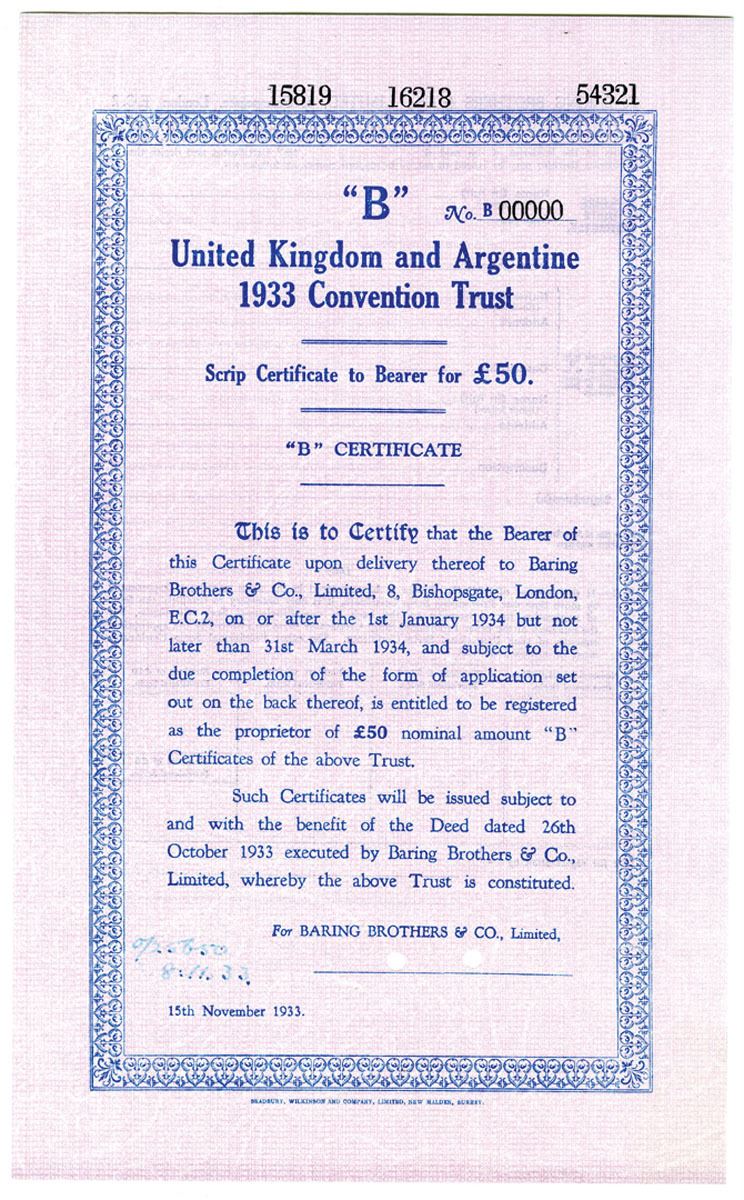 15819 16218 54321
"B" No. B 00000
United Kingdom and Argentine
1933 Convention Trust
Scrip Certificate to Bearer for £50.
"B" CERTIFICATE
This is to Certify that the Bearer of
this Certificate upon delivery thereof to Baring
Brothers & Co., Limited, 8, Bishopsgate, London,
E.C.2, on or after the 1st January 1934 but not
later than 31st March 1934, and subject to the
due completion of the form of application set
out on the back thereof, is entitled to be registered
as the proprietor of £50 nominal amount "B"
Certificates of the above Trust.
Such Certificates will be issued subject to
and with the benefit of the Deed dated 26th
October 1933 executed by Baring Brothers & Co.,
Limited, whereby the above Trust is constituted.
For BARING BROTHERS & CO., Limited,
8.11.33
15th November 1933.
BRADBURY, WILKINSON AND COMPANY, LIMITED, NEW MALDEN, SURREY.